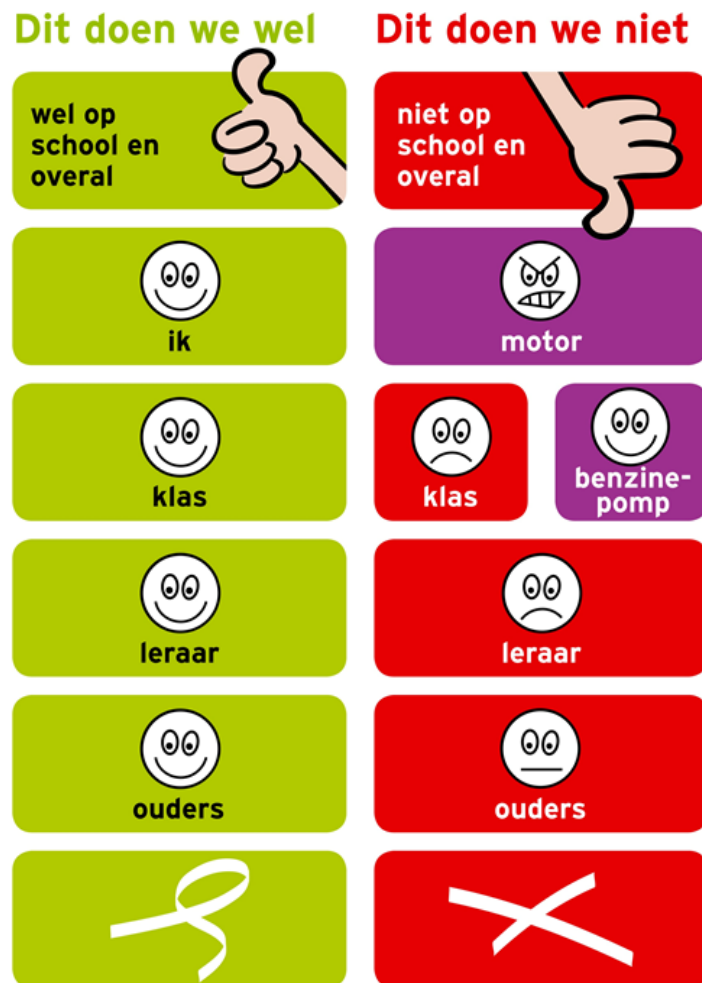 Dit doen we wel
wel op
school en
overal
ik
klas
leraar
ouders
Dit doen we niet
niet op
school en
overal
motor
klas
benzine-
pomp
leraar
ouders